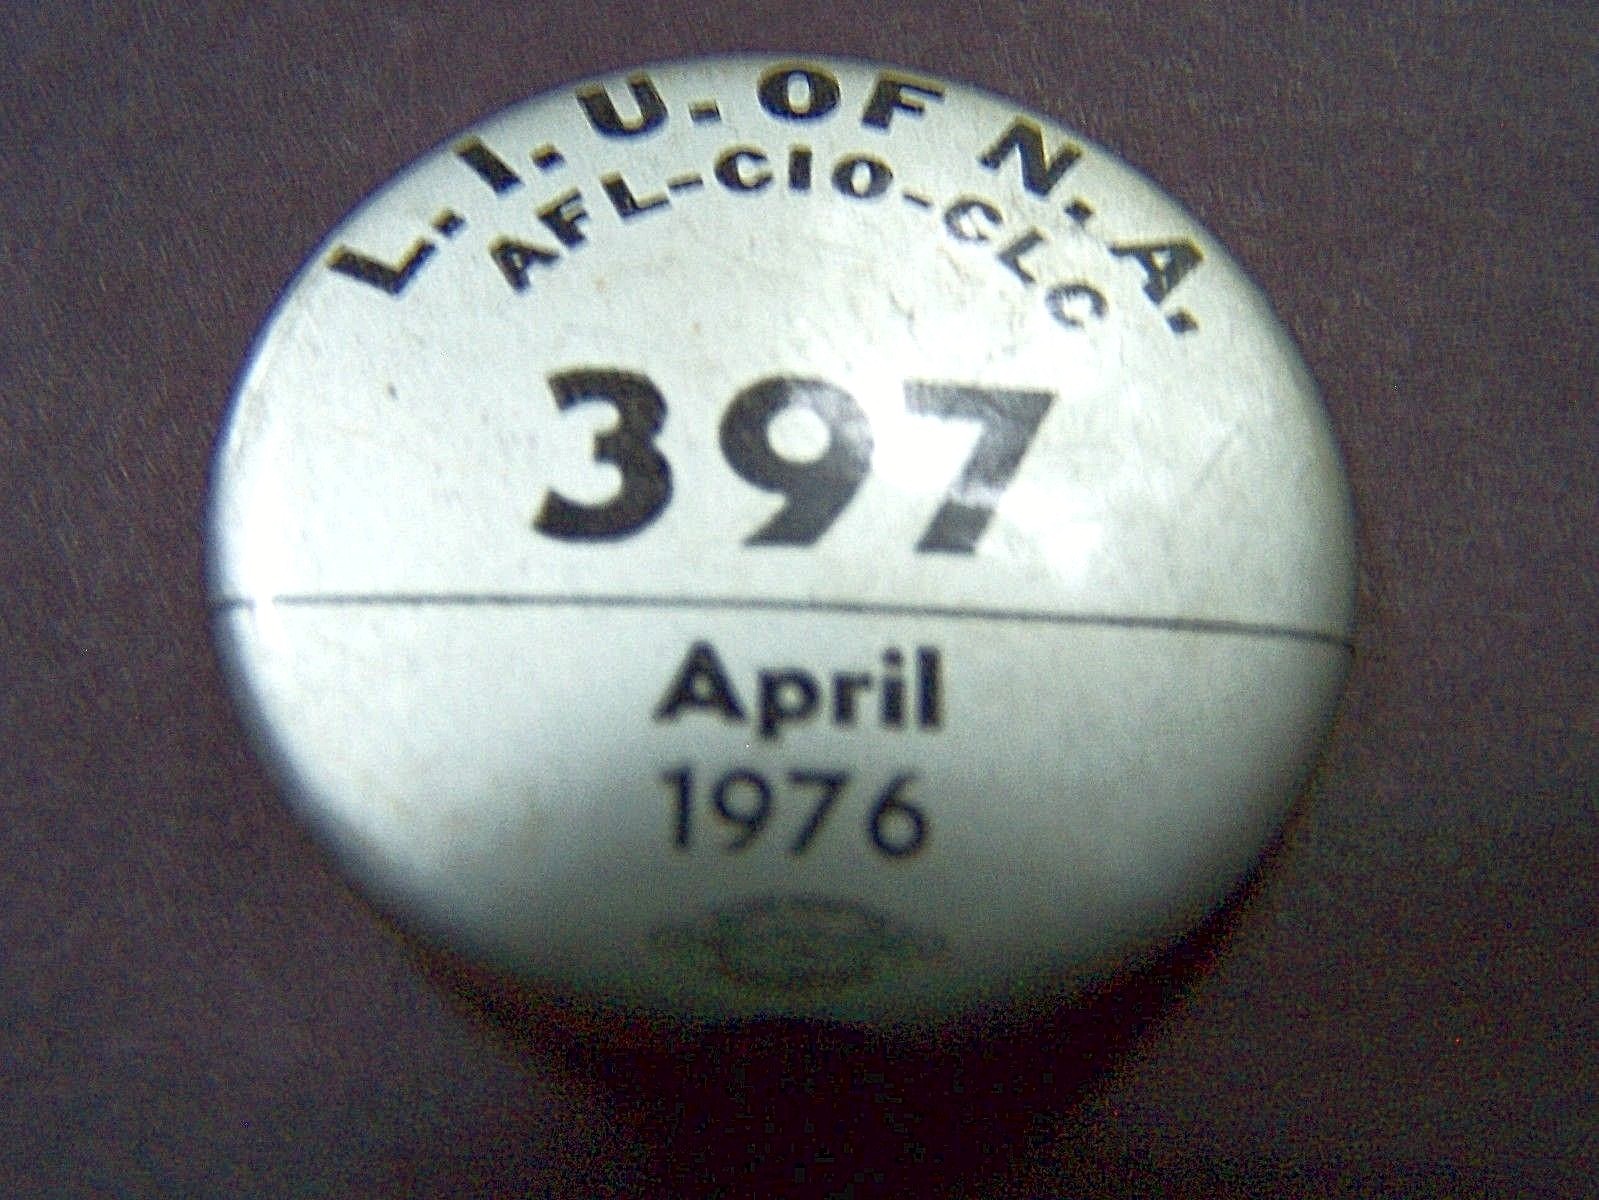 L. I. U. OF N. A.
AFL-CIO-CLC
397
April
1976